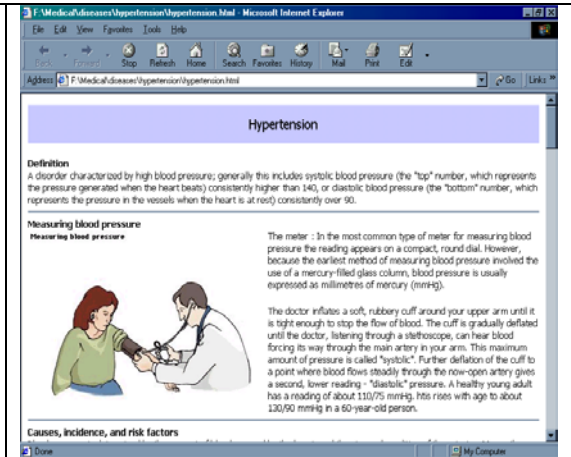 F:\Medical\diseases\hypertension\hypertension.html - Microsoft Internet Explorer
File Edit View Favorites Tools Help
Back Forward Stop Refresh Home Search Favorites History Mail Print Edit
Address F:\Medical\diseases\hypertension\hypertension.html Go Links »
Hypertension
Definition
A disorder characterized by high blood pressure; generally this includes systolic blood pressure (the "top" number, which represents
the pressure generated when the heart beats) consistently higher than 140, or diastolic blood pressure (the "bottom" number, which
represents the pressure in the vessels when the heart is at rest) consistently over 90.
Measuring blood pressure
Measuring blood pressure
The meter : In the most common type of meter for measuring blood
pressure the reading appears on a compact, round dial. However,
because the earliest method of measuring blood pressure involved the
use of a mercury-filled glass column, blood pressure is usually
expressed as millimetres of mercury (mmHg).
The doctor inflates a soft, rubbery cuff around your upper arm until it
is tight enough to stop the flow of blood. The cuff is gradually deflated
until the doctor, listening through a stethoscope, can hear blood
forcing its way through the main artery in your arm. This maximum
amount of pressure is called "systolic". Further deflation of the cuff to
a point where blood flows steadily through the now-open artery gives
a second, lower reading - "diastolic" pressure. A healthy young adult
has a reading of about 110/75 mmHg. htis rises with age to about
130/90 mmHg in a 60-year-old person.
Causes, incidence, and risk factors
Done My Computer